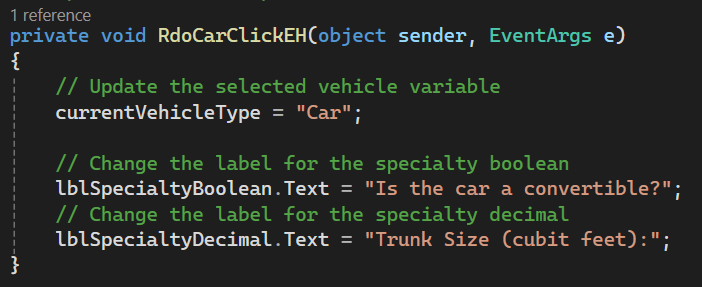 1 reference
private void RdoCarClickEH(object sender, EventArgs e)
{
// Update the selected vehicle variable
currentVehicleType = "Car";
// Change the label for the specialty boolean
lblSpecialtyBoolean.Text = "Is the car a convertible?";
// Change the label for the specialty decimal
lblSpecialtyDecimal.Text = "Trunk Size (cubit feet):";
}